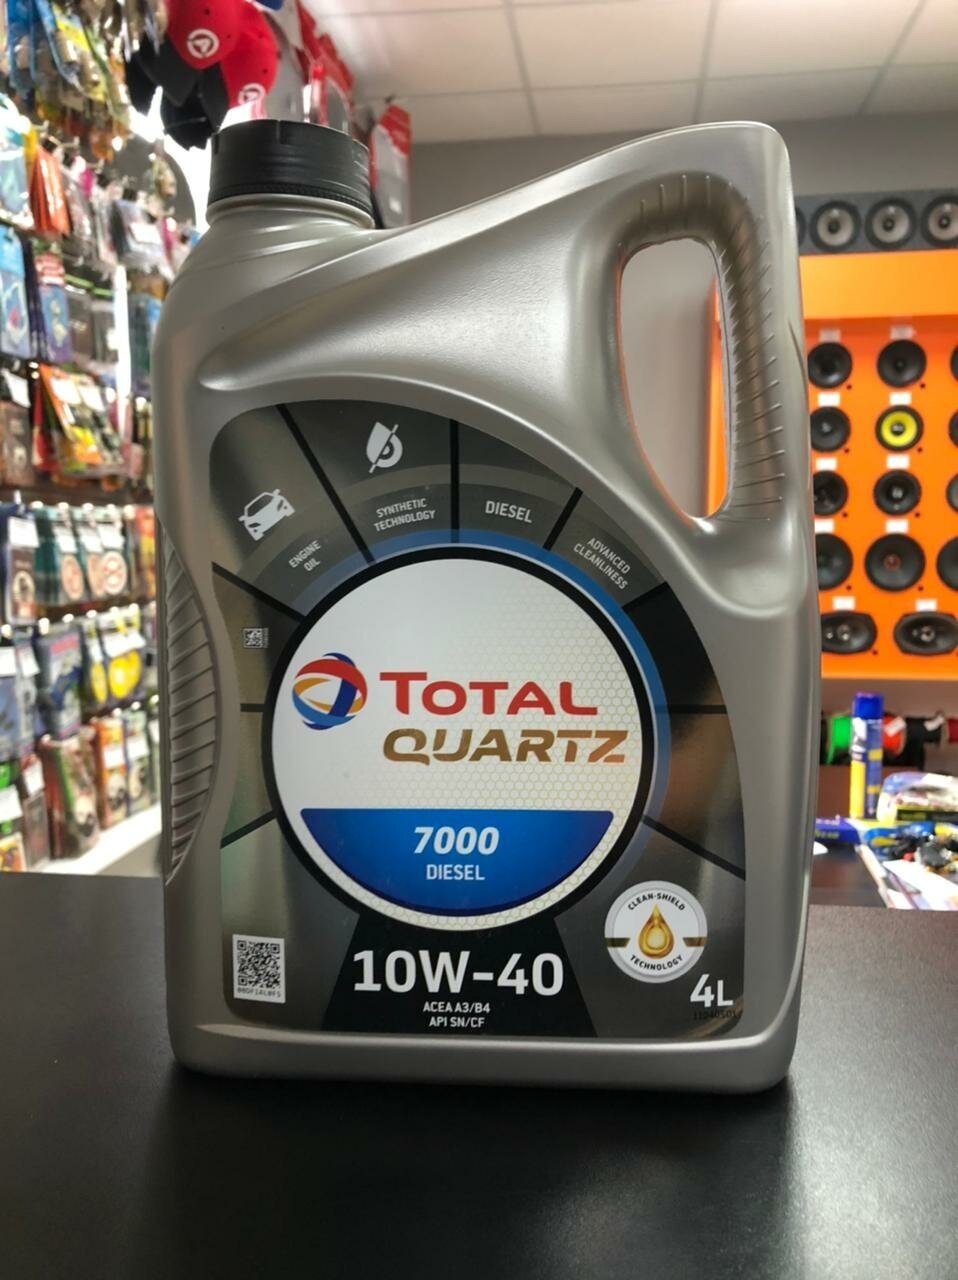 ENGINE
OIL
SYNTHETIC
TECHNOLOGY
DIESEL
ADVANCED
CLEANLINESS
TOTAL
QUARTZ
7000
DIESEL
CLEAN-SHIELD
TECHNOLOGY
10W-40
ACEA A3/B4
API SN/CF
4L